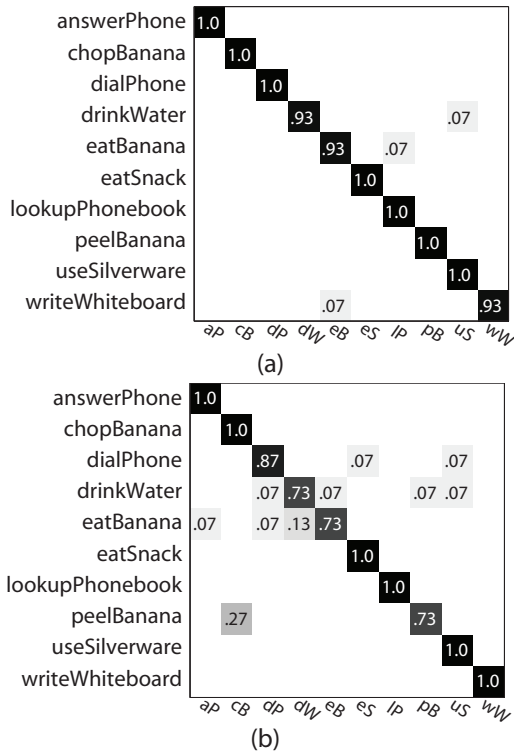 answerPhone 1.0
chopBanana 1.0
dialPhone 1.0
drinkWater .93 .07
eatBanana .93 .07
eatSnack 1.0
lookupPhonebook 1.0
peelBanana 1.0
useSilverware 1.0
writeWhiteboard .07 .93
aP cB dP dW eB eS lP pB uS wW
(a)
answerPhone 1.0
chopBanana 1.0
dialPhone .87 .07 .07
drinkWater .07 .73 .07 .07 .07
eatBanana .07 .07 .13 .73
eatSnack 1.0
lookupPhonebook 1.0
peelBanana .27 .73
useSilverware 1.0
writeWhiteboard 1.0
aP cB dP dW eB eS lP pB uS wW
(b)